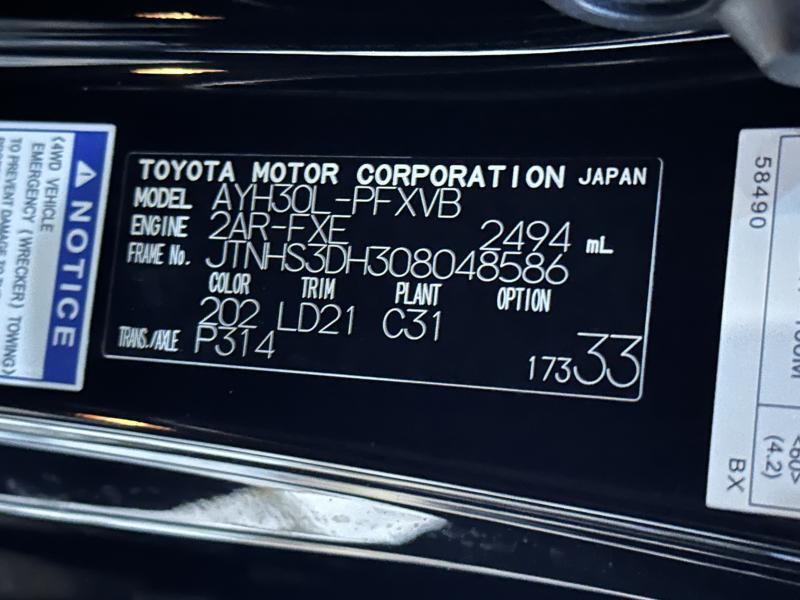 NOTICE
(4WD VEHICLE
EMERGENCY (WRECKER) TOWING)
TO PREVENT DAMAGE TO
TOYOTA MOTOR CORPORATION JAPAN
MODEL AYH30L-PFXVB
ENGINE 2AR-FXE 2494 mL
FRAME No. JTNHS3DH308048586
COLOR TRIM PLANT OPTION
202 LD21 C31
TRANS./AXLE P314
173333
58490
(4.2)
BX